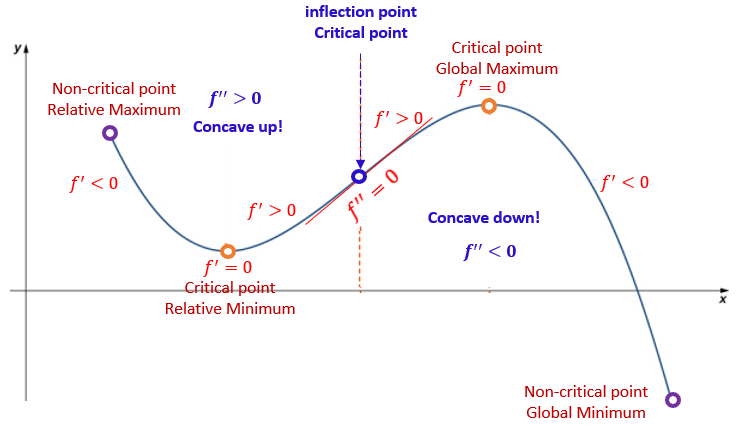 inflection point
Critical point
y
Critical point
Global Maximum
f′ = 0
Non-critical point
Relative Maximum
f″ > 0
Concave up!
f′ > 0
f′ < 0
f′ > 0
f″ = 0
f′ < 0
Concave down!
f″ < 0
f′ = 0
Critical point
Relative Minimum
x
Non-critical point
Global Minimum